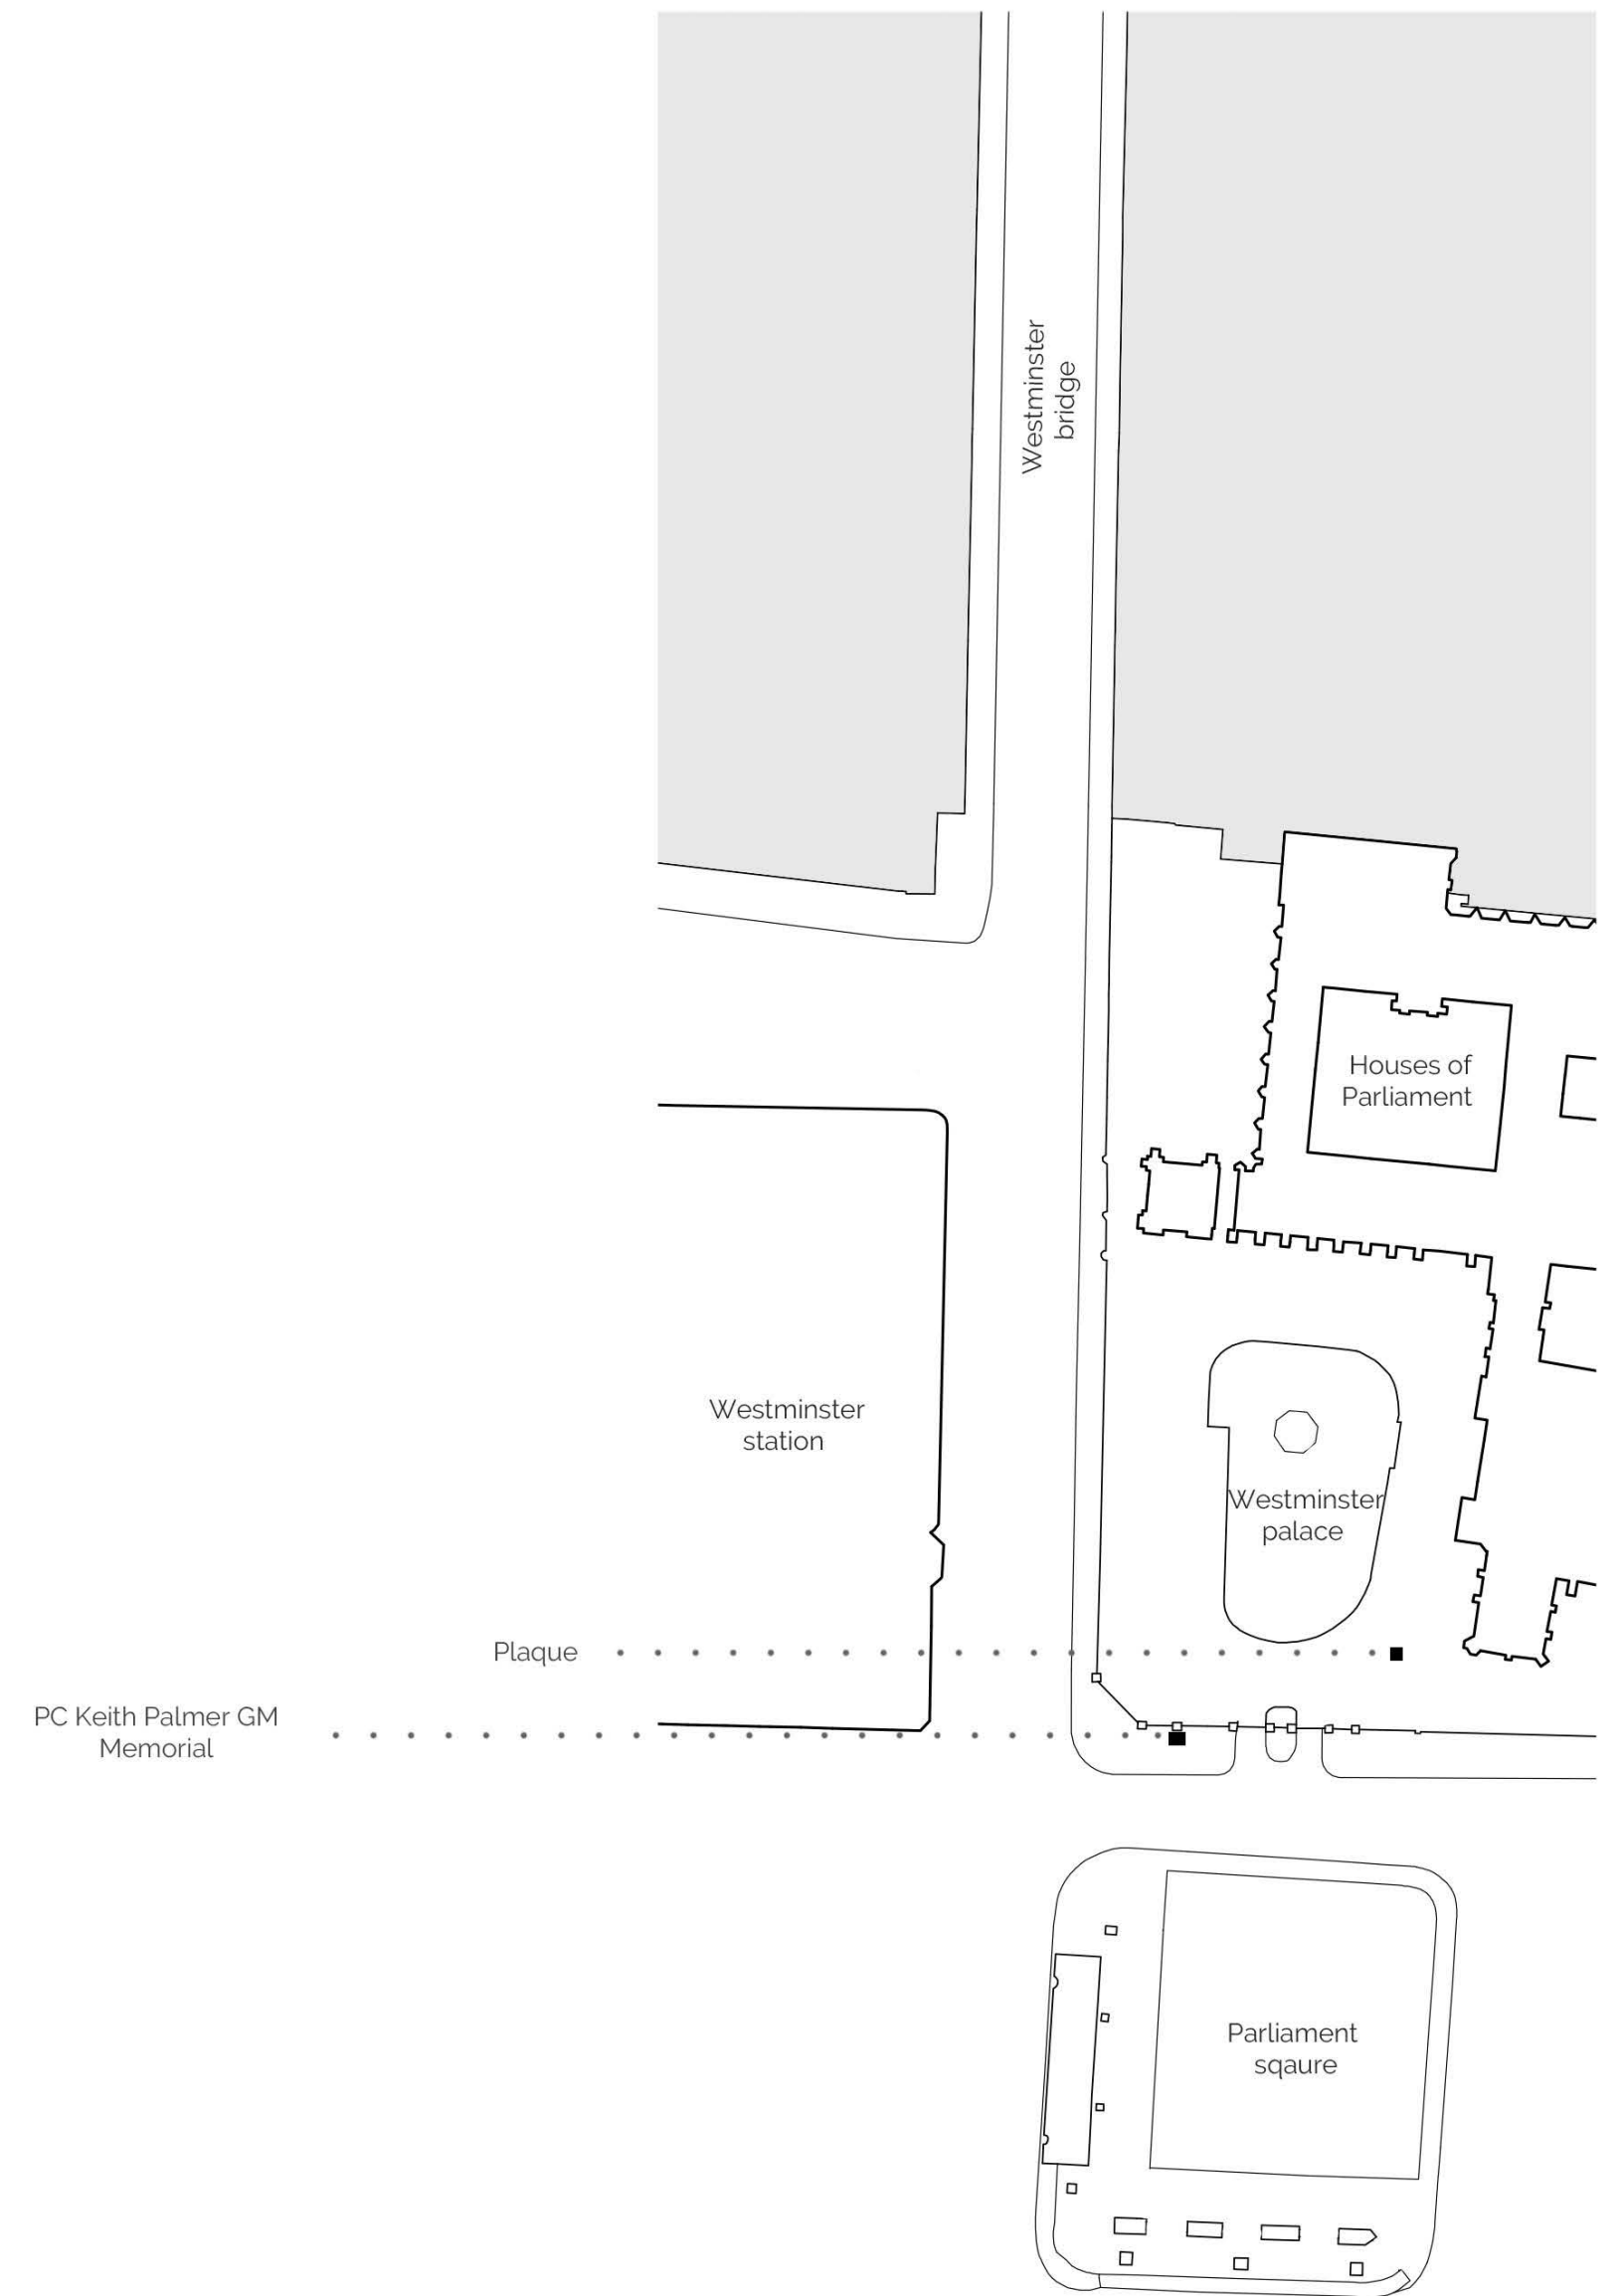 Westminster
bridge
Houses of
Parliament
Westminster
station
Westminster
palace
Plaque
PC Keith Palmer GM
Memorial
Parliament
sqaure